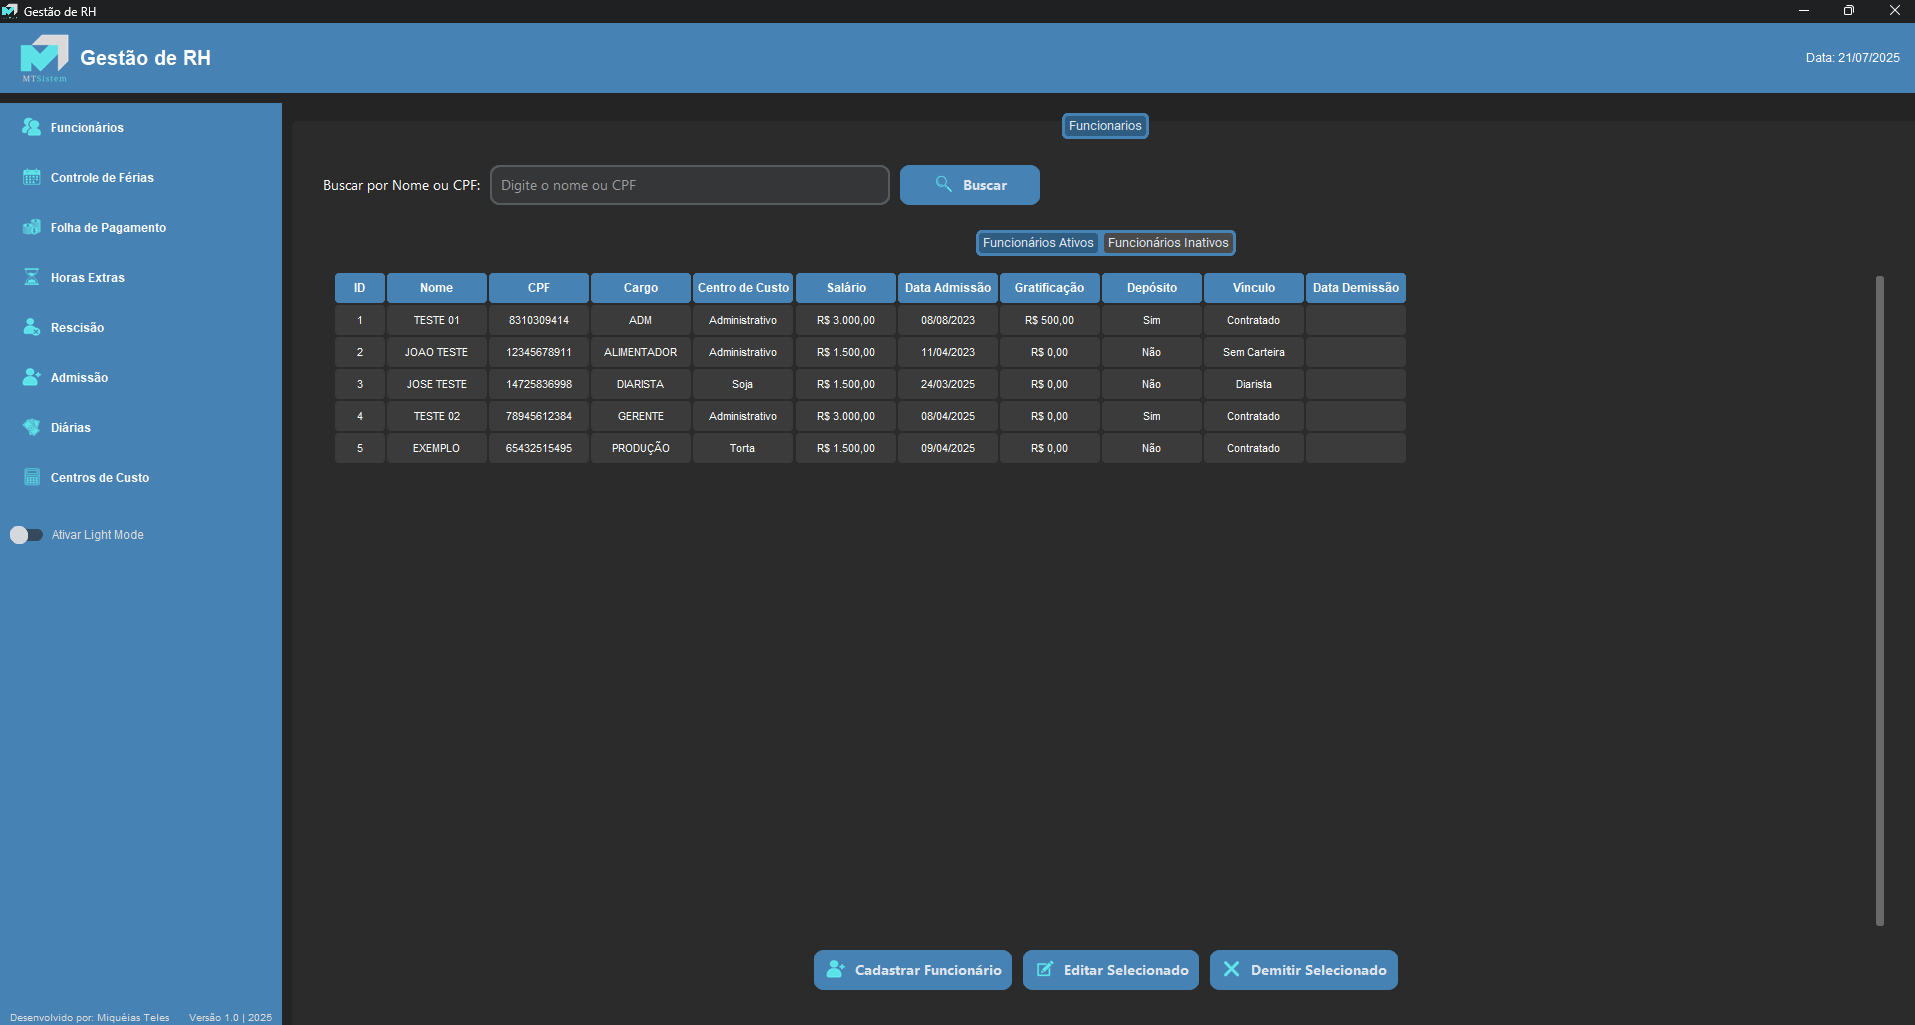 Gestão de RH
MTSistem
Gestão de RH
Data: 21/07/2025
Funcionários
Controle de Férias
Folha de Pagamento
Horas Extras
Rescisão
Admissão
Diárias
Centros de Custo
Ativar Light Mode
Desenvolvido por: Miquéias Teles Versão 1.0 | 2025
Funcionarios
Buscar por Nome ou CPF: Digite o nome ou CPF Buscar
Funcionários Ativos Funcionários Inativos
ID Nome CPF Cargo Centro de Custo Salário Data Admissão Gratificação Depósito Vínculo Data Demissão
1 TESTE 01 8310309414 ADM Administrativo R$ 3.000,00 08/08/2023 R$ 500,00 Sim Contratado
2 JOAO TESTE 12345678911 ALIMENTADOR Administrativo R$ 1.500,00 11/04/2023 R$ 0,00 Não Sem Carteira
3 JOSE TESTE 14725836998 DIARISTA Soja R$ 1.500,00 24/03/2025 R$ 0,00 Não Diarista
4 TESTE 02 78945612384 GERENTE Administrativo R$ 3.000,00 08/04/2025 R$ 0,00 Sim Contratado
5 EXEMPLO 65432515495 PRODUÇÃO Torta R$ 1.500,00 09/04/2025 R$ 0,00 Não Contratado
Cadastrar Funcionário Editar Selecionado Demitir Selecionado